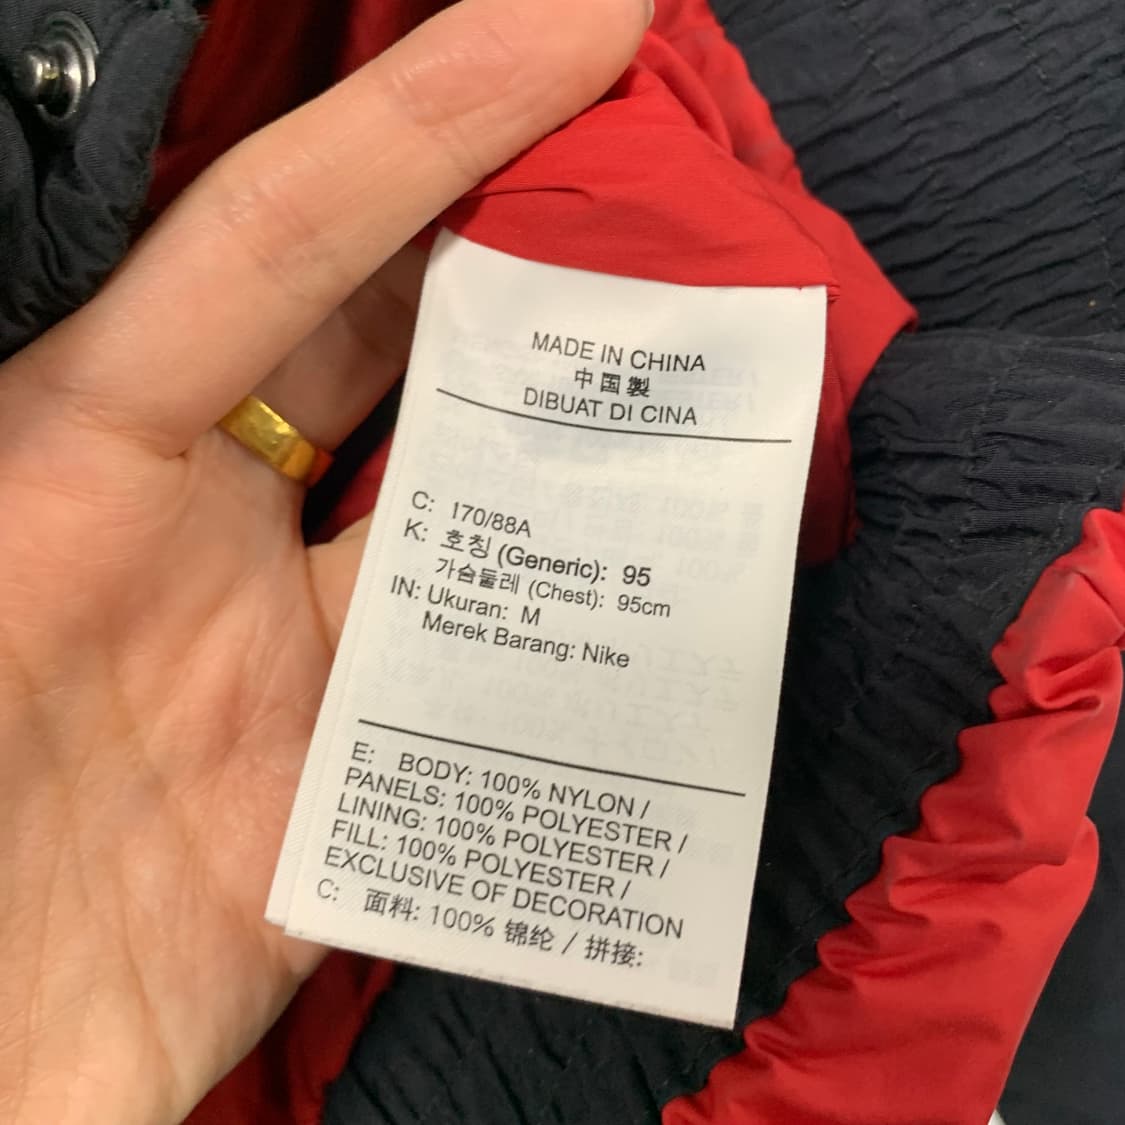 MADE IN CHINA
中国製
DIBUAT DI CINA
C: 170/88A
K: 호칭 (Generic): 95
가슴둘레 (Chest): 95cm
IN: Ukuran: M
Merek Barang: Nike
E: BODY: 100% NYLON /
PANELS: 100% POLYESTER /
LINING: 100% POLYESTER /
FILL: 100% POLYESTER /
EXCLUSIVE OF DECORATION
C: 面料: 100% 锦纶 / 拼接: